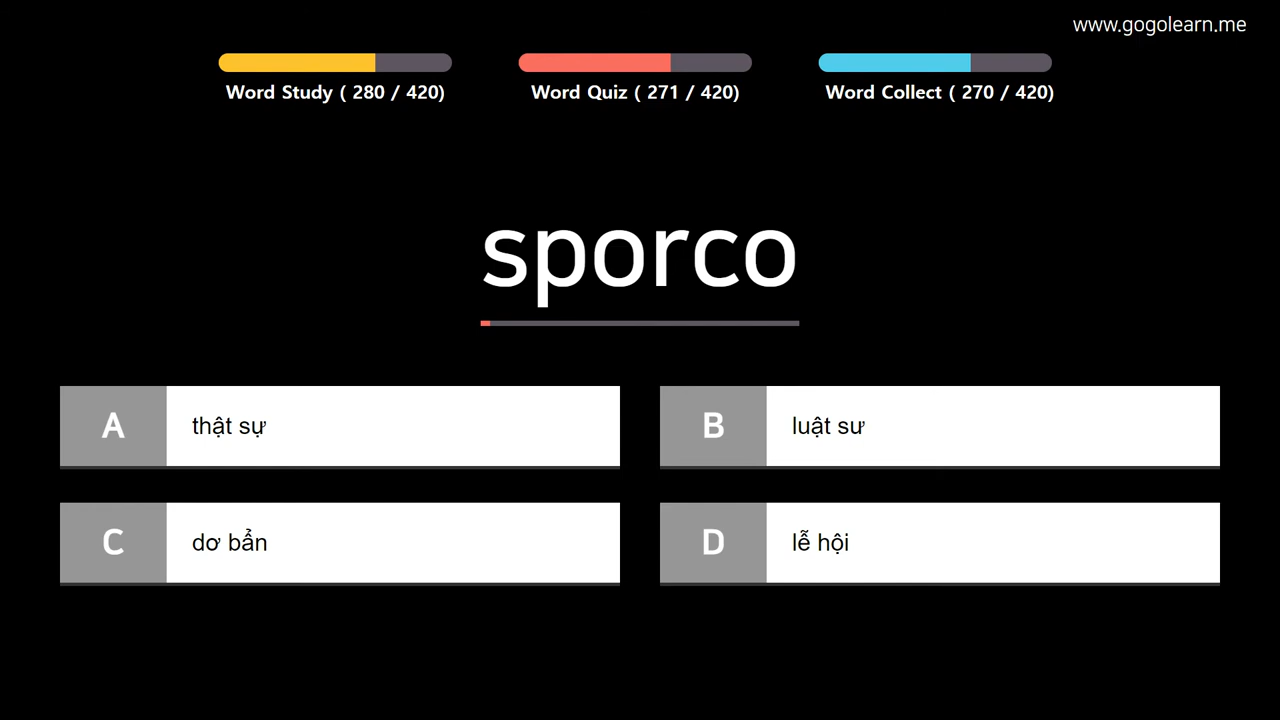 www.gogolearn.me
Word Study ( 280 / 420)
Word Quiz ( 271 / 420)
Word Collect ( 270 / 420)
sporco
A
thật sự
B
luật sư
C
dơ bẩn
D
lễ hội